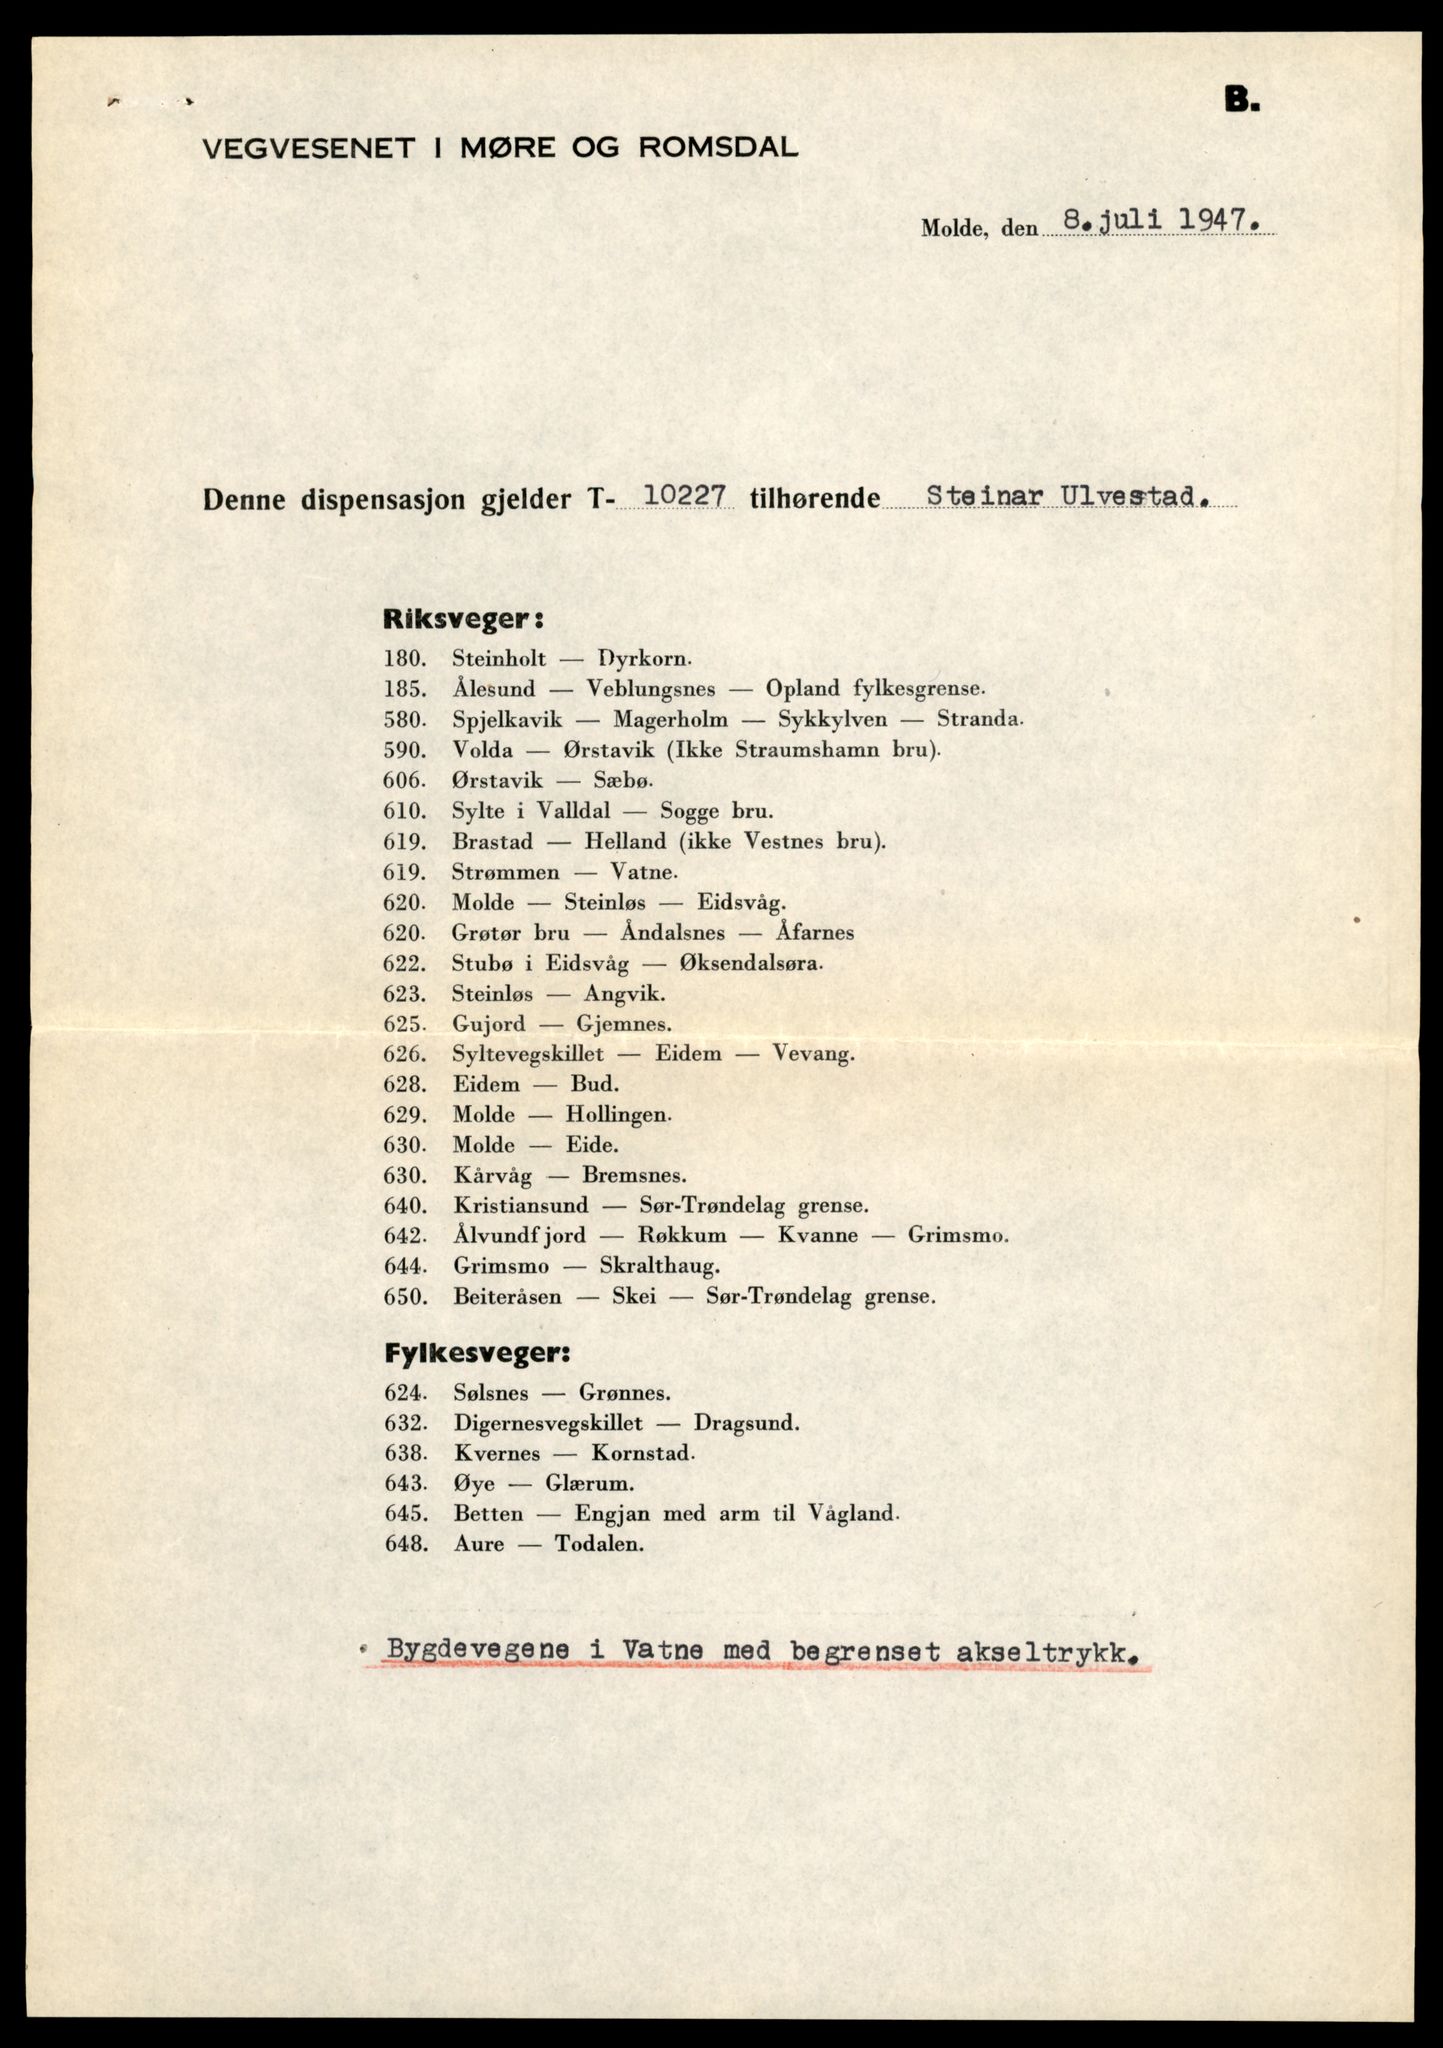 B.
VEGVESENET I MØRE OG ROMSDAL
Molde, den 8.juli 1947.
Denne dispensasjon gjelder T- 10227 tilhørende Steinar Ulvestad.
Riksveger:
180. Steinholt — Dyrkorn.
185. Ålesund — Veblungsnes — Opland fylkesgrense.
580. Spjelkavik — Magerholm — Sykkylven — Stranda.
590. Volda — Ørstavik (Ikke Straumshamn bru).
606. Ørstavik — Sæbø.
610. Sylte i Valldal — Sogge bru.
619. Brastad — Helland (ikke Vestnes bru).
619. Strømmen — Vatne.
620. Molde — Steinløs — Eidsvåg.
620. Grøtør bru — Åndalsnes — Åfarnes
622. Stubø i Eidsvåg — Øksendalsøra.
623. Steinløs — Angvik.
625. Gujord — Gjemnes.
626. Syltevegskillet — Eidem — Vevang.
628. Eidem — Bud.
629. Molde — Hollingen.
630. Molde — Eide.
630. Kårvåg — Bremsnes.
640. Kristiansund — Sør-Trøndelag grense.
642. Ålvundfjord — Røkkum — Kvanne — Grimsmo.
644. Grimsmo — Skralthaug.
650. Beiteråsen — Skei — Sør-Trøndelag grense.
Fylkesveger:
624. Sølsnes — Grønnes.
632. Digernesvegskillet — Dragsund.
638. Kvernes — Kornstad.
643. Øye — Glærum.
645. Betten — Engjan med arm til Vågland.
648. Aure — Todalen.
Bygdevegene i Vatne med begrenset akseltrykk.